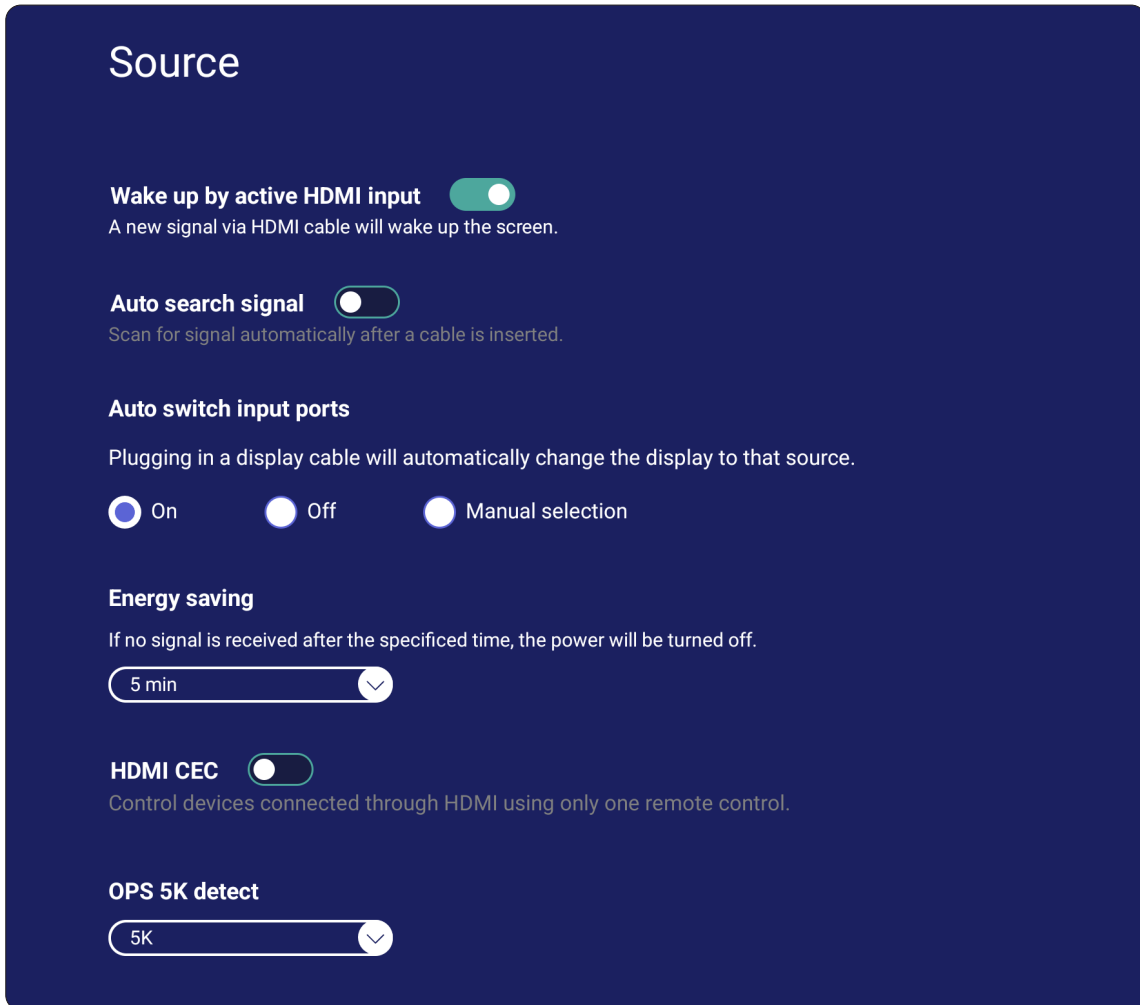 Source
Wake up by active HDMI input
A new signal via HDMI cable will wake up the screen.
Auto search signal
Scan for signal automatically after a cable is inserted.
Auto switch input ports
Plugging in a display cable will automatically change the display to that source.
On Off Manual selection
Energy saving
If no signal is received after the specificed time, the power will be turned off.
5 min
HDMI CEC
Control devices connected through HDMI using only one remote control.
OPS 5K detect
5K